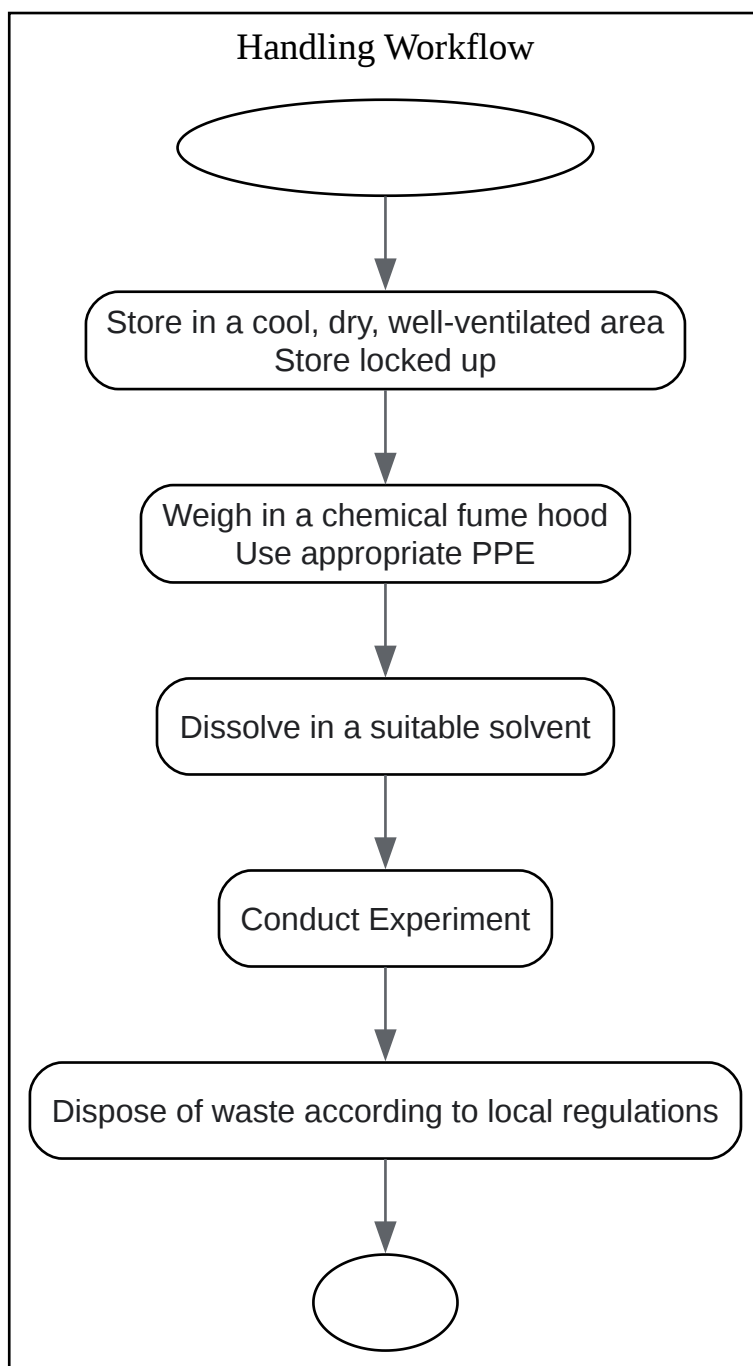 Handling Workflow
Store in a cool, dry, well-ventilated area
Store locked up
Weigh in a chemical fume hood
Use appropriate PPE
Dissolve in a suitable solvent
Conduct Experiment
Dispose of waste according to local regulations